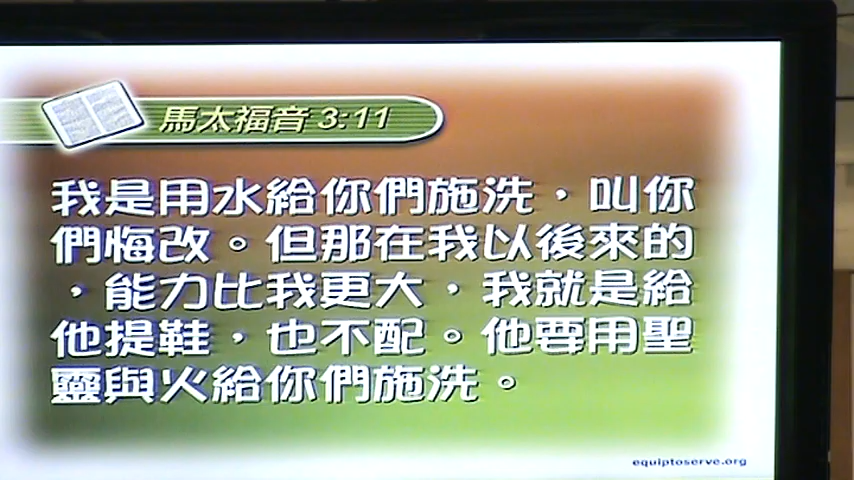 馬太福音 3:11
我是用水給你們施洗，叫你
們悔改。但那在我以後來的
，能力比我更大，我就是給
他提鞋，也不配。他要用聖
靈與火給你們施洗。
equiptoserve.org